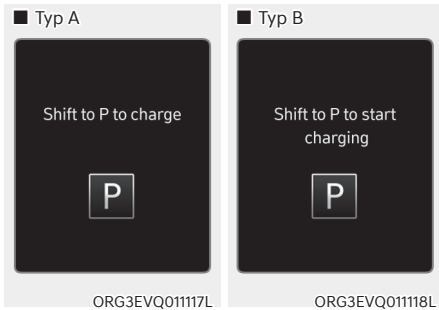 ■ Typ A
Shift to P to charge
P
ORG3EVQ011117L
■ Typ B
Shift to P to start
charging
P
ORG3EVQ011118L